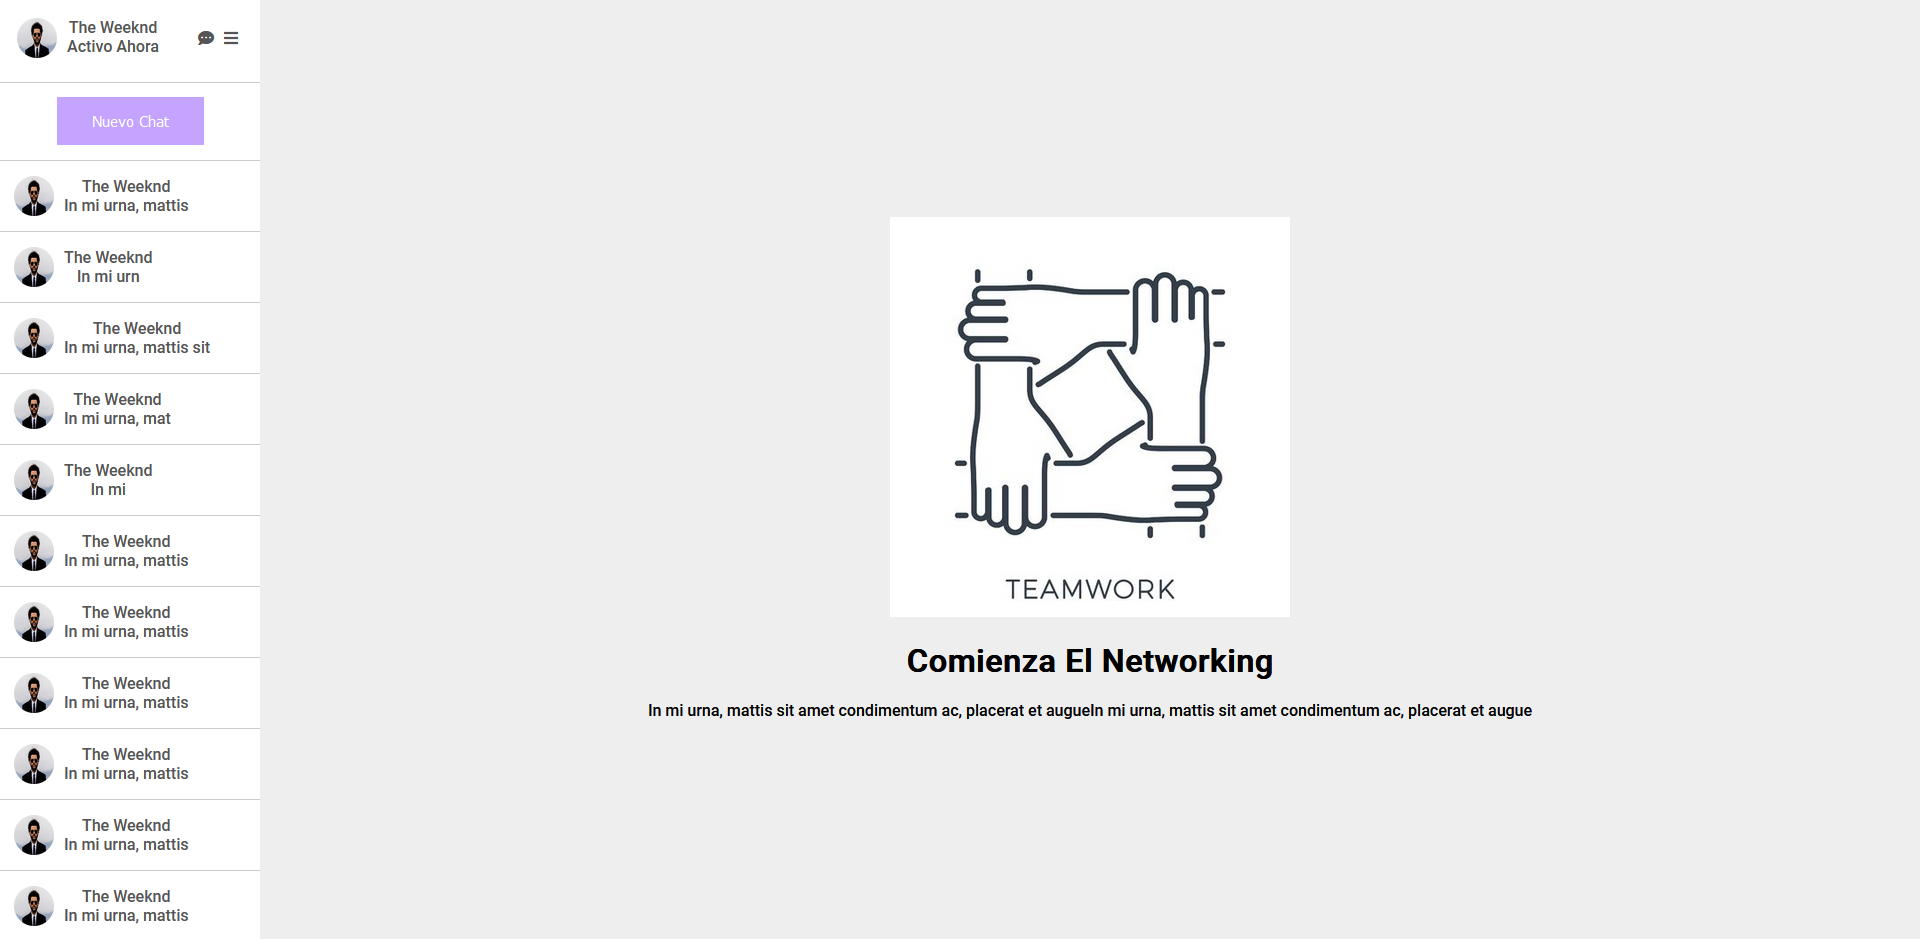 The Weeknd
Activo Ahora
Nuevo Chat
The Weeknd
In mi urna, mattis
The Weeknd
In mi urn
The Weeknd
In mi urna, mattis sit
The Weeknd
In mi urna, mat
The Weeknd
In mi
The Weeknd
In mi urna, mattis
The Weeknd
In mi urna, mattis
The Weeknd
In mi urna, mattis
The Weeknd
In mi urna, mattis
The Weeknd
In mi urna, mattis
The Weeknd
In mi urna, mattis
TEAMWORK
Comienza El Networking
In mi urna, mattis sit amet condimentum ac, placerat et augueIn mi urna, mattis sit amet condimentum ac, placerat et augue